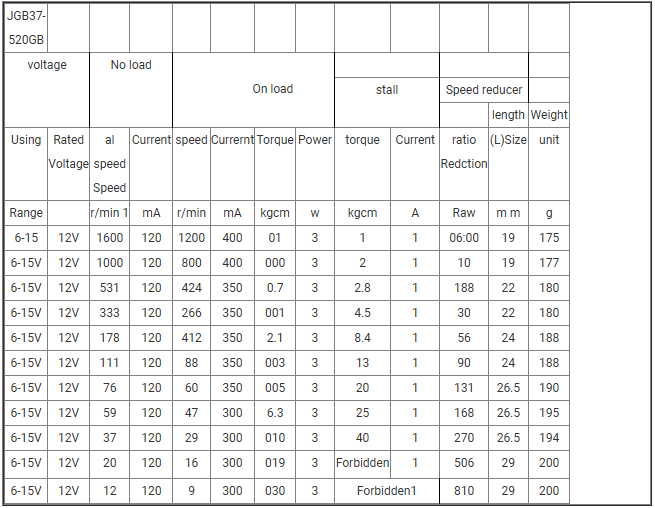 JGB37-
520GB
voltage No load
On load stall Speed reducer
length Weight
Using Rated al Current speed Currernt Torque Power torque Current ratio (L)Size unit
Voltage speed Redction
Speed
Range r/min 1 mA r/min mA kgcm w kgcm A Raw m m g
6-15 12V 1600 120 1200 400 01 3 1 1 06:00 19 175
6-15V 12V 1000 120 800 400 000 3 2 1 10 19 177
6-15V 12V 531 120 424 350 0.7 3 2.8 1 188 22 180
6-15V 12V 333 120 266 350 001 3 4.5 1 30 22 180
6-15V 12V 178 120 412 350 2.1 3 8.4 1 56 24 188
6-15V 12V 111 120 88 350 003 3 13 1 90 24 188
6-15V 12V 76 120 60 350 005 3 20 1 131 26.5 190
6-15V 12V 59 120 47 300 6.3 3 25 1 168 26.5 195
6-15V 12V 37 120 29 300 010 3 40 1 270 26.5 194
6-15V 12V 20 120 16 300 019 3 Forbidden 1 506 29 200
6-15V 12V 12 120 9 300 030 3 Forbidden1 810 29 200